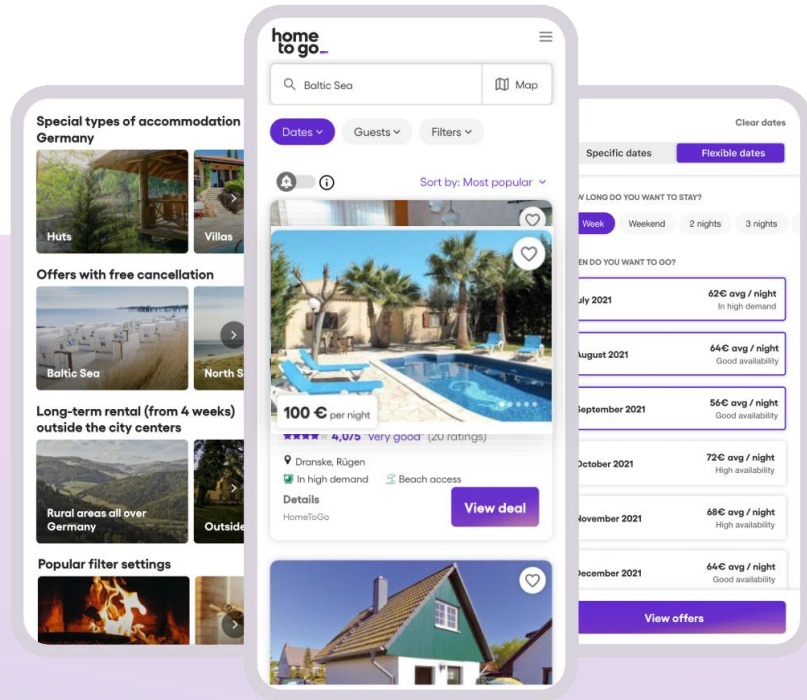 Special types of accommodation
Germany
Huts
Villas
Offers with free cancellation
Baltic Sea
North S
Long-term rental (from 4 weeks)
outside the city centers
Rural areas all over
Germany
Outside
Popular filter settings
home
to go
Baltic Sea
Map
Dates
Guests
Filters
Sort by: Most popular
100 € per night
4,0/5 "Very good" (20 ratings)
Dranske, Rügen
In high demand
Beach access
Details
HomeToGo
View deal
Clear dates
Specific dates
Flexible dates
W LONG DO YOU WANT TO STAY?
Week
Weekend
2 nights
3 nights
EN DO YOU WANT TO GO?
uly 2021
62€ avg / night
In high demand
ugust 2021
64€ avg / night
Good availability
eptember 2021
56€ avg / night
Good availability
ctober 2021
72€ avg / night
High availability
ovember 2021
68€ avg / night
High availability
ecember 2021
64€ avg / night
Good availability
View offers